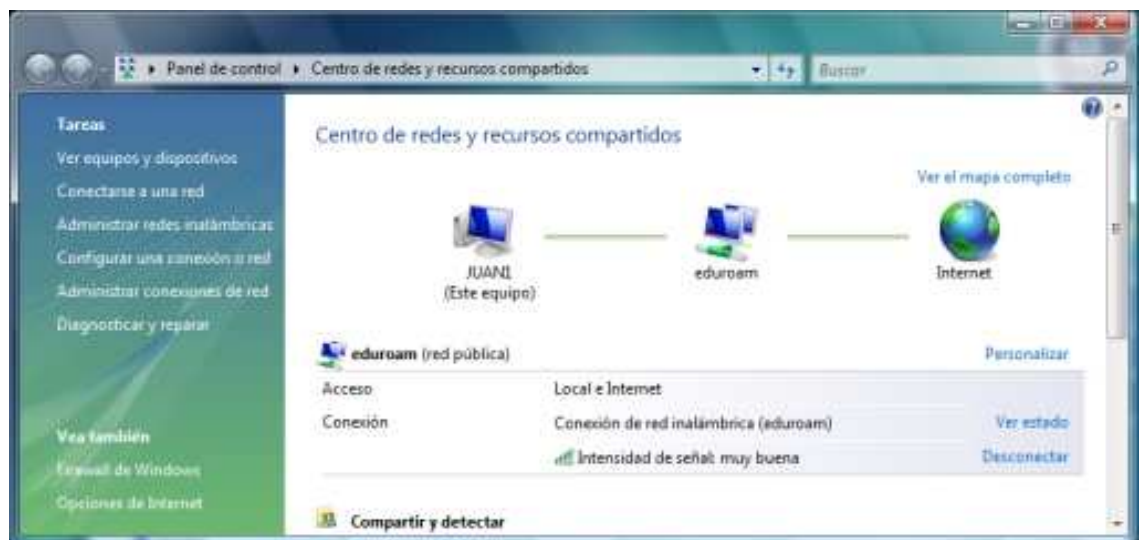 Panel de control ▸ Centro de redes y recursos compartidos
Buscar
Tareas
Ver equipos y dispositivos
Conectarse a una red
Administrar redes inalámbricas
Configurar una conexión o red
Administrar conexiones de red
Diagnosticar y reparar
Vea también
Firewall de Windows
Opciones de Internet
Centro de redes y recursos compartidos
Ver el mapa completo
JUANI
(Este equipo)
eduroam
Internet
eduroam (red pública)
Personalizar
Acceso
Local e Internet
Conexión
Conexión de red inalámbrica (eduroam)
Ver estado
Intensidad de señal: muy buena
Desconectar
Compartir y detectar